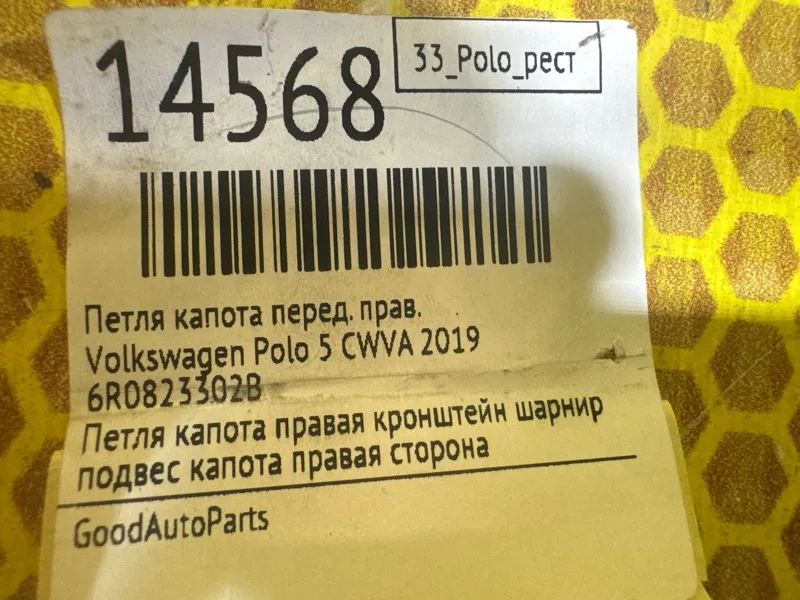 14568
33_Polo_рест
Петля капота перед. прав.
Volkswagen Polo 5 CWVA 2019
6R0823302B
Петля капота правая кронштейн шарнир
подвес капота правая сторона
GoodAutoParts